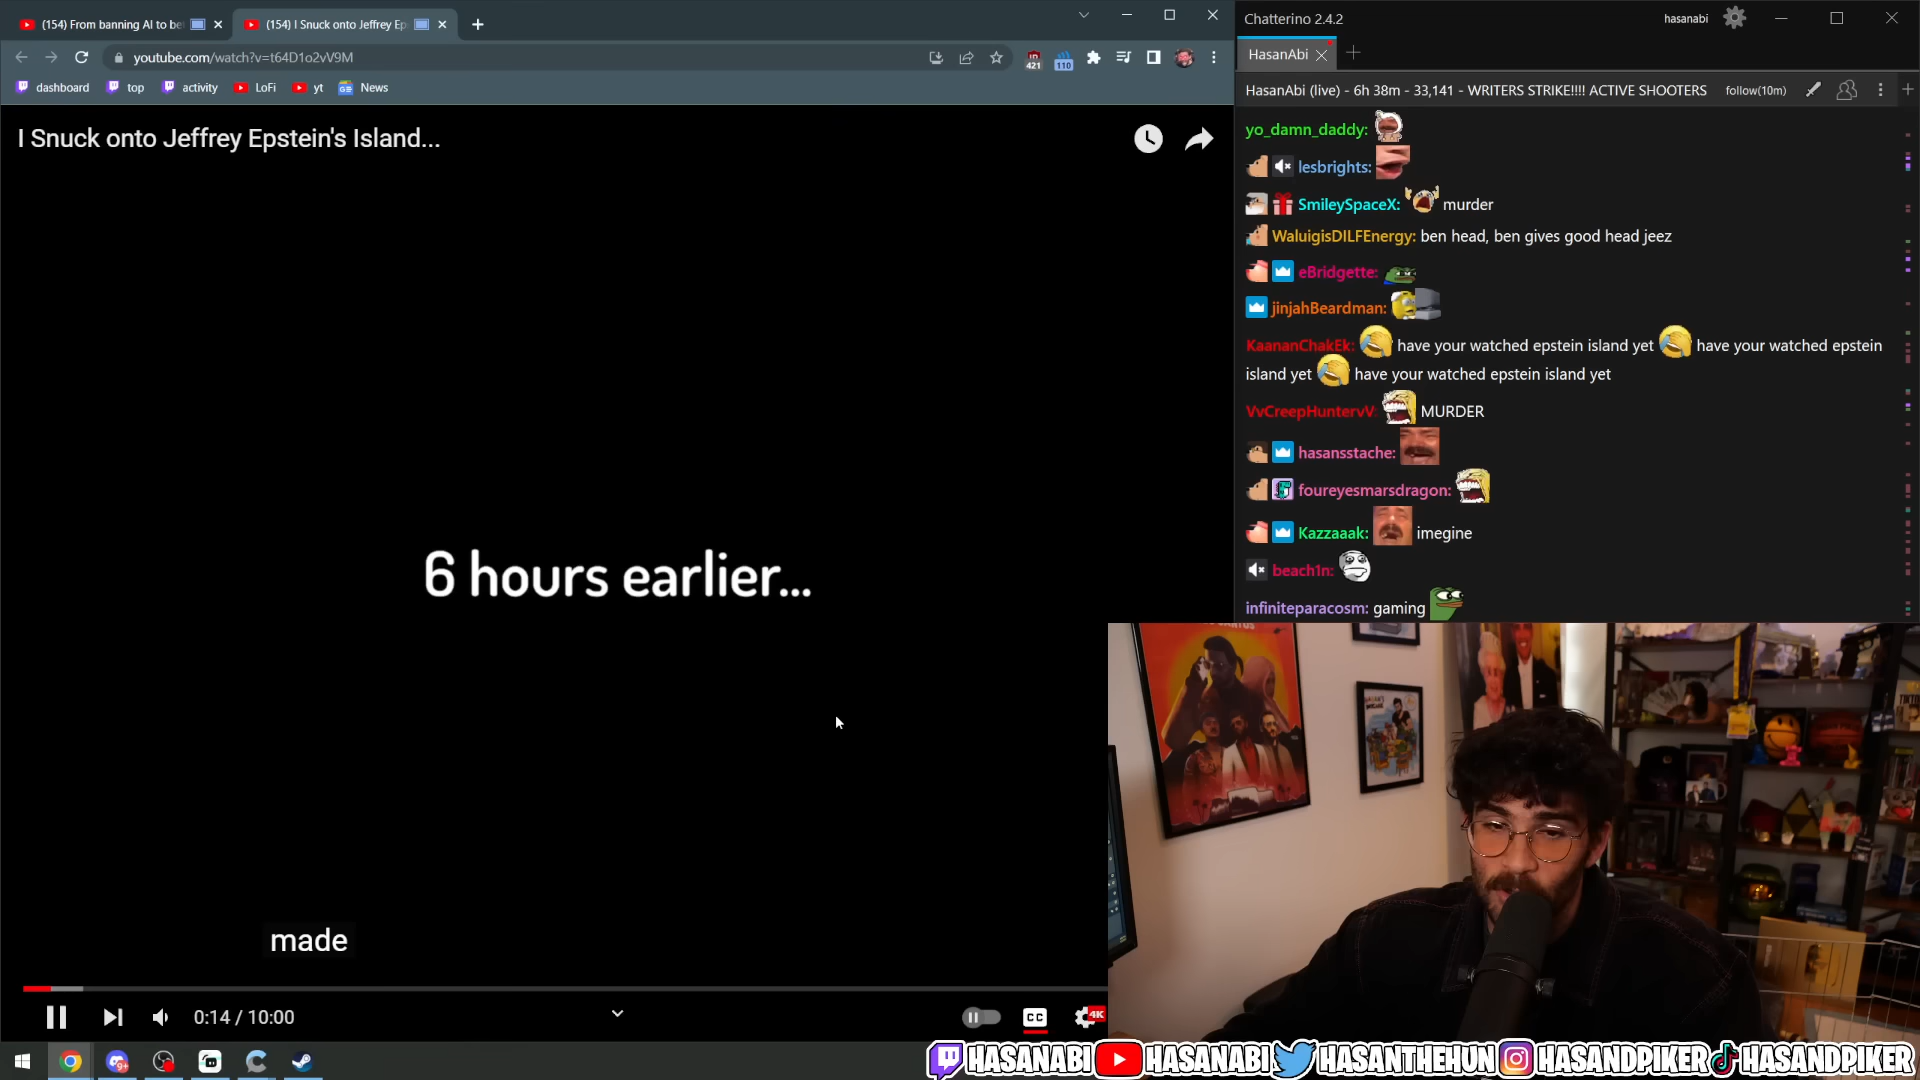 (154) From banning AI to be
(154) I Snuck onto Jeffrey Ep
youtube.com/watch?v=t64D1o2vV9M
421
110
dashboard
top
activity
LoFi
yt
News
I Snuck onto Jeffrey Epstein's Island...
6 hours earlier...
made
0:14 / 10:00
CC
4K
Chatterino 2.4.2
hasanabi
HasanAbi
HasanAbi (live) - 6h 38m - 33,141 - WRITERS STRIKE!!!! ACTIVE SHOOTERS
follow(10m)
yo_damn_daddy:
lesbrights:
SmileySpaceX: murder
WaluigisDILFEnergy: ben head, ben gives good head jeez
eBridgette:
jinjahBeardman:
KaananChakEk: have your watched epstein island yet have your watched epstein
island yet have your watched epstein island yet
VvCreepHuntervV: MURDER
hasansstache:
foureyesmarsdragon:
Kazzaaak: imegine
beach1n:
infiniteparacosm: gaming
9+
HASANABI HASANABI HASANTHEHUN HASANDPIKER HASANDPIKER